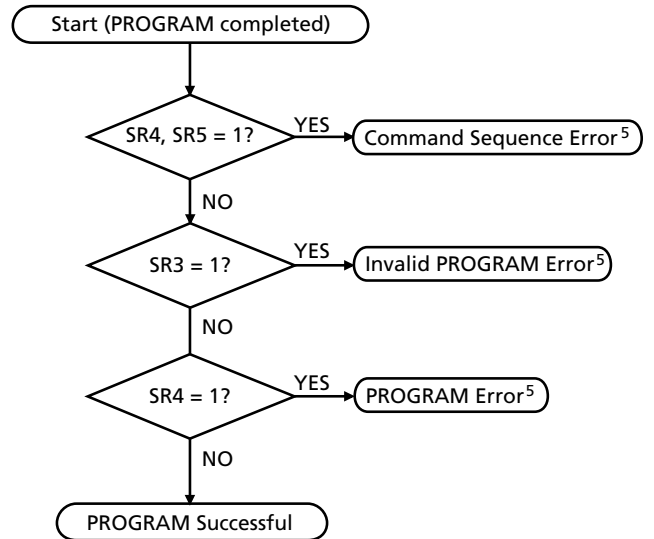 Start (PROGRAM completed)
SR4, SR5 = 1?
YES
Command Sequence Error⁵
NO
SR3 = 1?
YES
Invalid PROGRAM Error⁵
NO
SR4 = 1?
YES
PROGRAM Error⁵
NO
PROGRAM Successful